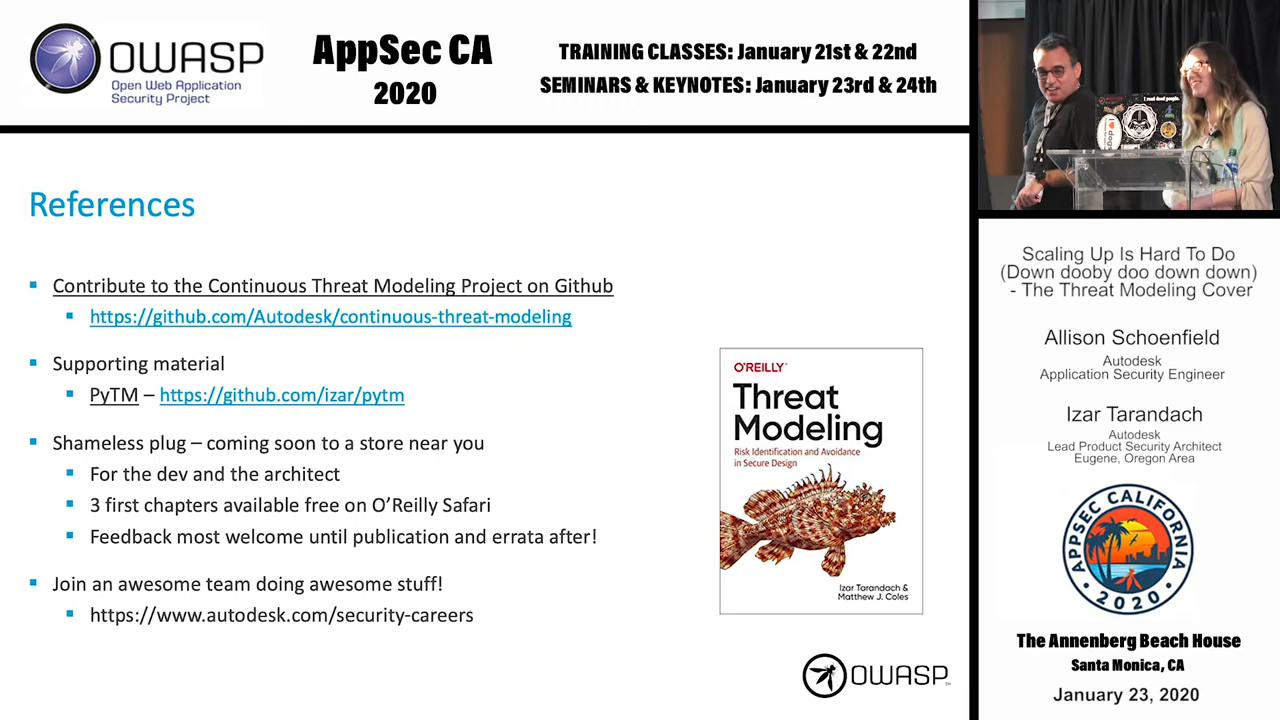 OWASP
Open Web Application
Security Project
AppSec CA
2020
TRAINING CLASSES: January 21st & 22nd
SEMINARS & KEYNOTES: January 23rd & 24th
References
Contribute to the Continuous Threat Modeling Project on Github
https://github.com/Autodesk/continuous-threat-modeling
Supporting material
PyTM – https://github.com/izar/pytm
Shameless plug – coming soon to a store near you
For the dev and the architect
3 first chapters available free on O’Reilly Safari
Feedback most welcome until publication and errata after!
Join an awesome team doing awesome stuff!
https://www.autodesk.com/security-careers
O'REILLY
Threat
Modeling
Risk Identification and Avoidance
in Secure Design
Izar Tarandach &
Matthew J. Coles
OWASP
I read dead people.
Scaling Up Is Hard To Do
(Down dooby doo down down)
- The Threat Modeling Cover
Allison Schoenfield
Autodesk
Application Security Engineer
Izar Tarandach
Autodesk
Lead Product Security Architect
Eugene, Oregon Area
APPSEC CALIFORNIA
2020
The Annenberg Beach House
Santa Monica, CA
January 23, 2020